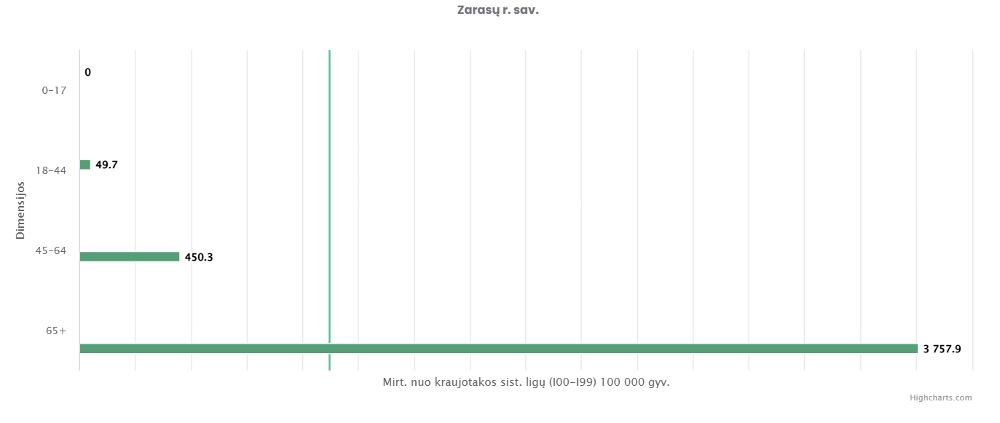 Zarasų r. sav.
0
0–17
49.7
18–44
Dimensijos
45–64
450.3
65+
3 757.9
Mirt. nuo kraujotakos sist. ligų (I00–I99) 100 000 gyv.
Highcharts.com